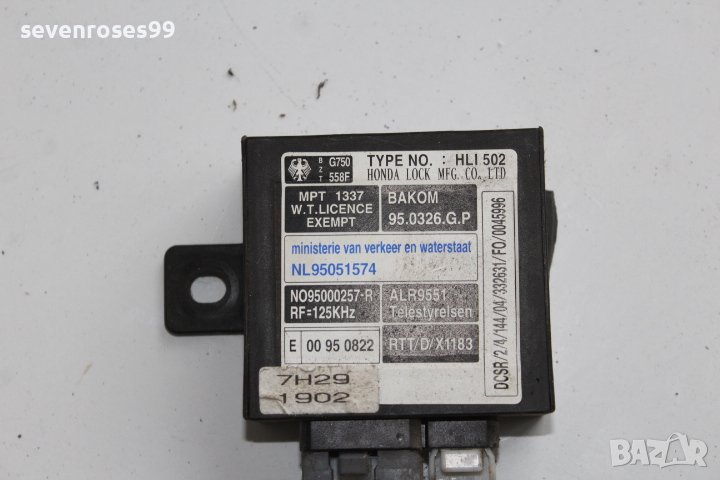 sevenroses99
B Z T
G750
558F
TYPE NO. : HLI 502
HONDA LOCK MFG. CO., LTD
MPT 1337
W.T.LICENCE
EXEMPT
BAKOM
95.0326.G.P
ministerie van verkeer en waterstaat
NL95051574
NO95000257-R
RF=125KHz
ALR9551
Telestyrelsen
E 00 95 0822
RTT/D/X1183
DCSR/2/4/144/04/332631/FO/0045996
7H29
1902
BAZAR